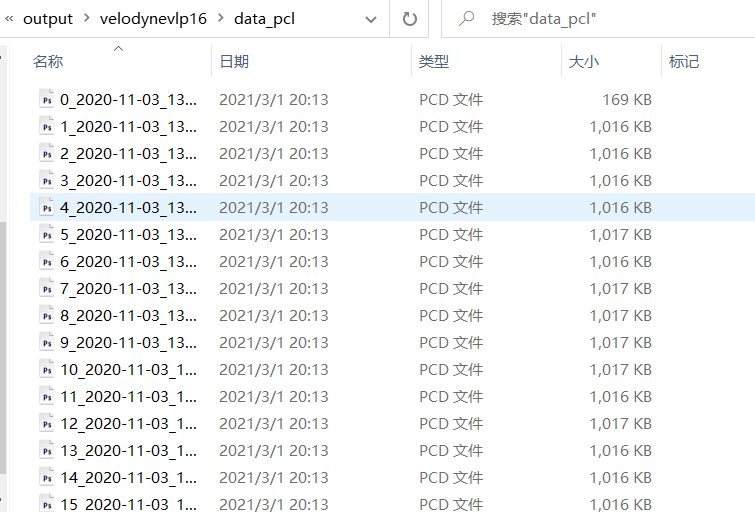 « output > velodynevlp16 > data_pcl 搜索"data_pcl"
名称 日期 类型 大小 标记
0_2020-11-03_13... 2021/3/1 20:13 PCD 文件 169 KB
1_2020-11-03_13... 2021/3/1 20:13 PCD 文件 1,016 KB
2_2020-11-03_13... 2021/3/1 20:13 PCD 文件 1,016 KB
3_2020-11-03_13... 2021/3/1 20:13 PCD 文件 1,016 KB
4_2020-11-03_13... 2021/3/1 20:13 PCD 文件 1,016 KB
5_2020-11-03_13... 2021/3/1 20:13 PCD 文件 1,017 KB
6_2020-11-03_13... 2021/3/1 20:13 PCD 文件 1,016 KB
7_2020-11-03_13... 2021/3/1 20:13 PCD 文件 1,017 KB
8_2020-11-03_13... 2021/3/1 20:13 PCD 文件 1,017 KB
9_2020-11-03_13... 2021/3/1 20:13 PCD 文件 1,017 KB
10_2020-11-03_1... 2021/3/1 20:13 PCD 文件 1,017 KB
11_2020-11-03_1... 2021/3/1 20:13 PCD 文件 1,016 KB
12_2020-11-03_1... 2021/3/1 20:13 PCD 文件 1,017 KB
13_2020-11-03_1... 2021/3/1 20:13 PCD 文件 1,016 KB
14_2020-11-03_1... 2021/3/1 20:13 PCD 文件 1,016 KB
15_2020-11-03_1... 2021/3/1 20:13 PCD 文件 1,016 KB